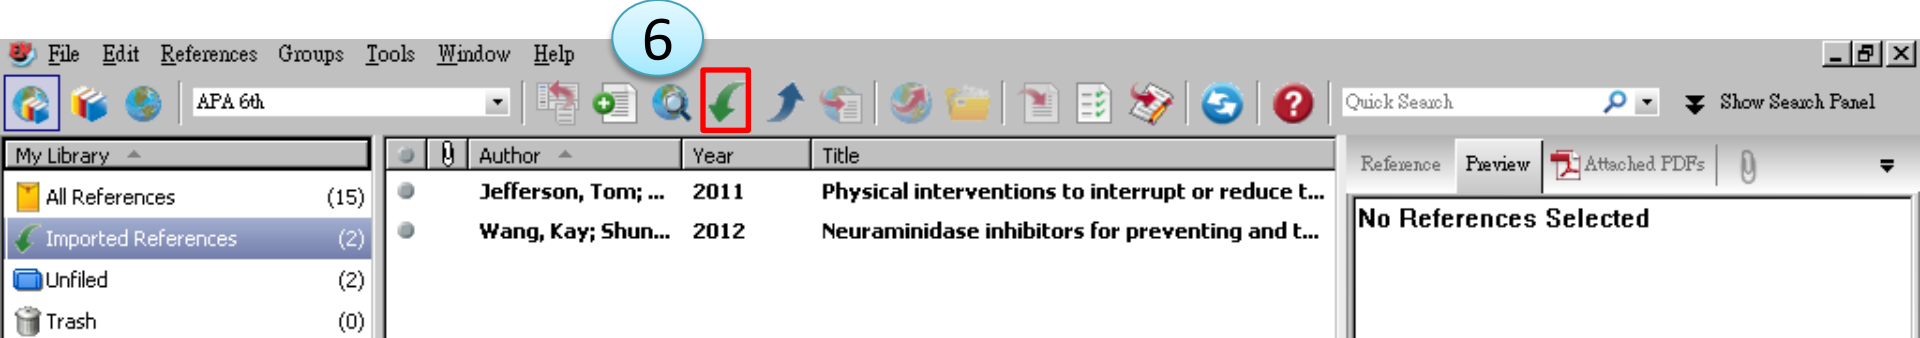 6
File Edit References Groups Tools Window Help
APA 6th
Quick Search
Show Search Panel
My Library
Author Year Title
Reference Preview Attached PDFs
All References (15)
Jefferson, Tom; ... 2011 Physical interventions to interrupt or reduce t...
No References Selected
Imported References (2)
Wang, Kay; Shun... 2012 Neuraminidase inhibitors for preventing and t...
Unfiled (2)
Trash (0)